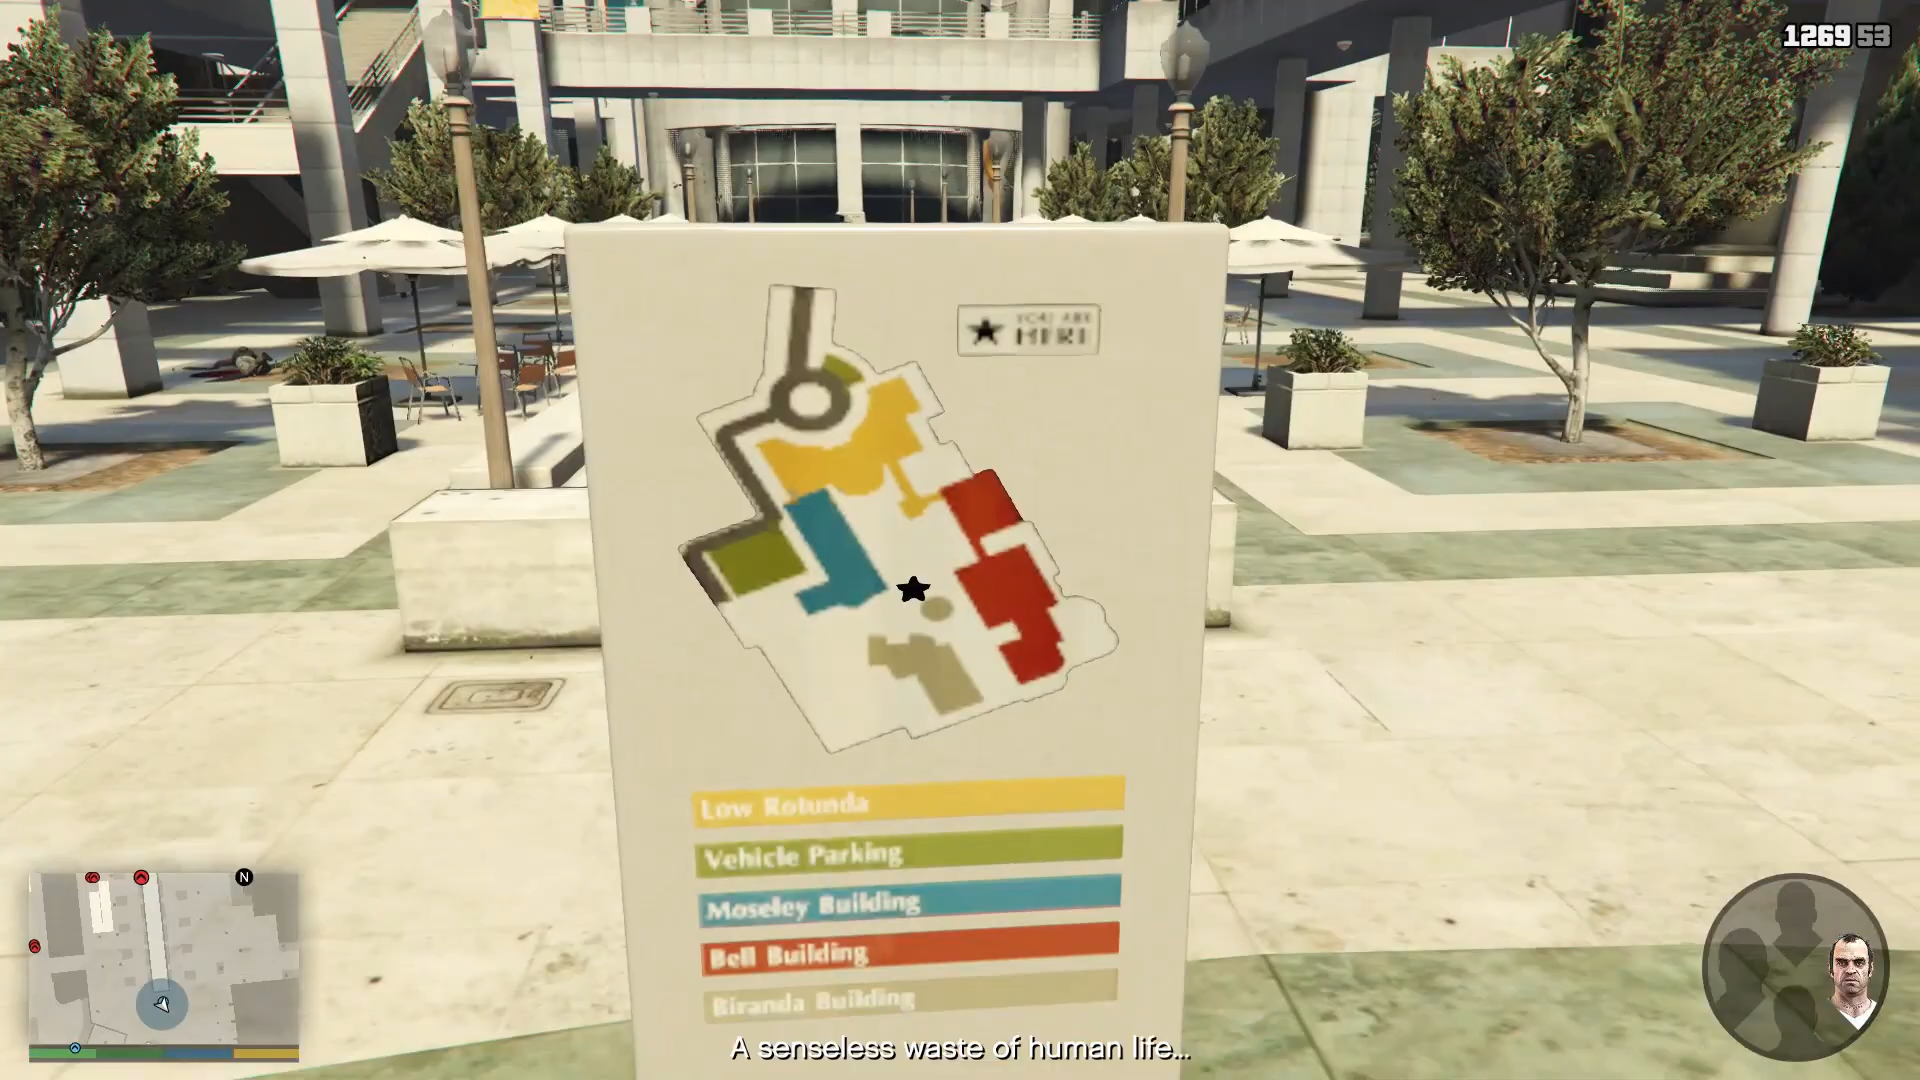 1269 53
YOU ARE
HERE
Low Rotunda
Vehicle Parking
Moseley Building
Bell Building
Biranda Building
N
A senseless waste of human life...